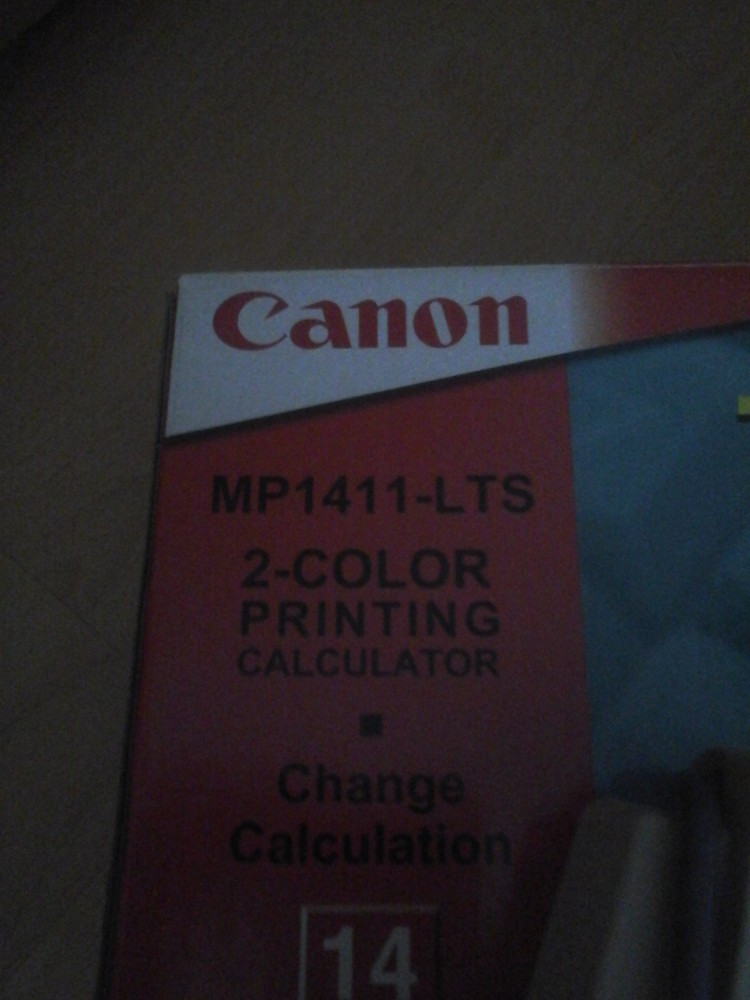 Canon
MP1411-LTS
2-COLOR
PRINTING
CALCULATOR
Change
Calculation
14